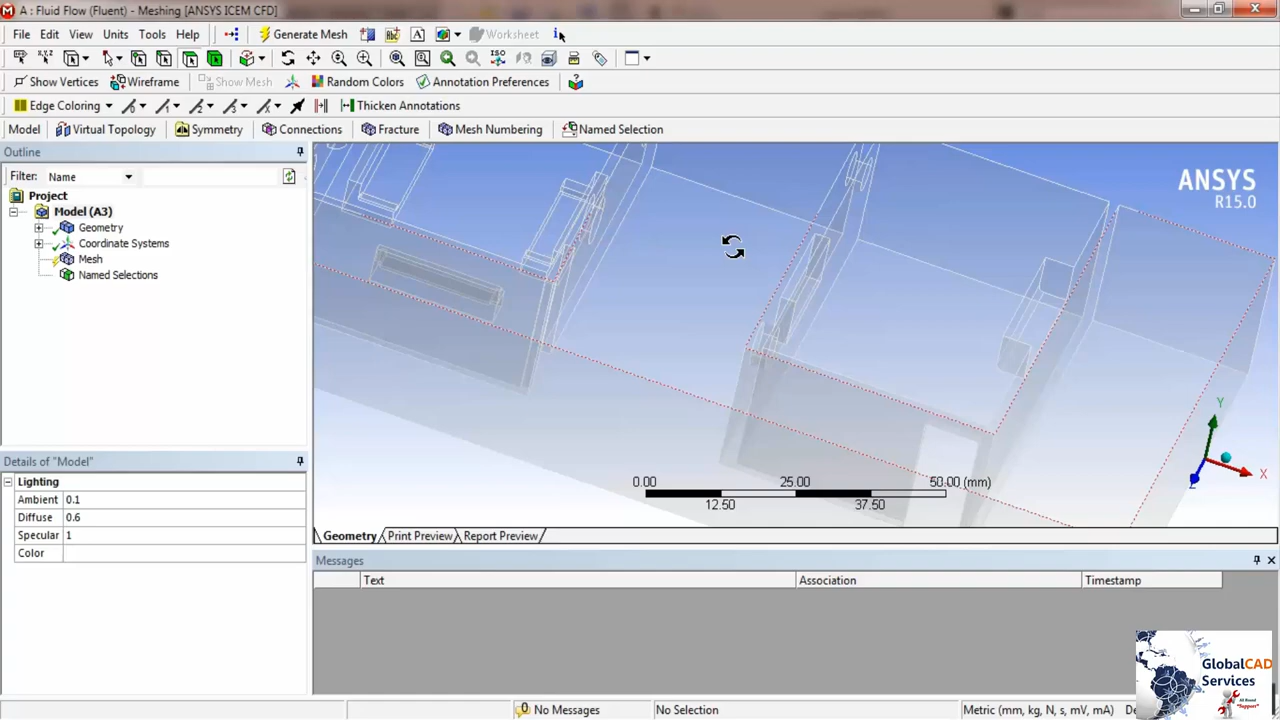 A : Fluid Flow (Fluent) - Meshing [ANSYS ICEM CFD]
File Edit View Units Tools Help Generate Mesh A Worksheet i
Show Vertices Wireframe Show Mesh Random Colors Annotation Preferences
Edge Coloring Thicken Annotations
Model Virtual Topology Symmetry Connections Fracture Mesh Numbering Named Selection
Outline
Filter: Name
Project
Model (A3)
Geometry
Coordinate Systems
Mesh
Named Selections
Details of "Model"
Lighting
Ambient 0.1
Diffuse 0.6
Specular 1
Color
ANSYS
R15.0
Y
X
Z
0.00 25.00 50.00 (mm)
12.50 37.50
Geometry Print Preview Report Preview
Messages
Text Association Timestamp
GlobalCAD
Services
All Brand
"Support"
0 No Messages No Selection Metric (mm, kg, N, s, mV, mA)